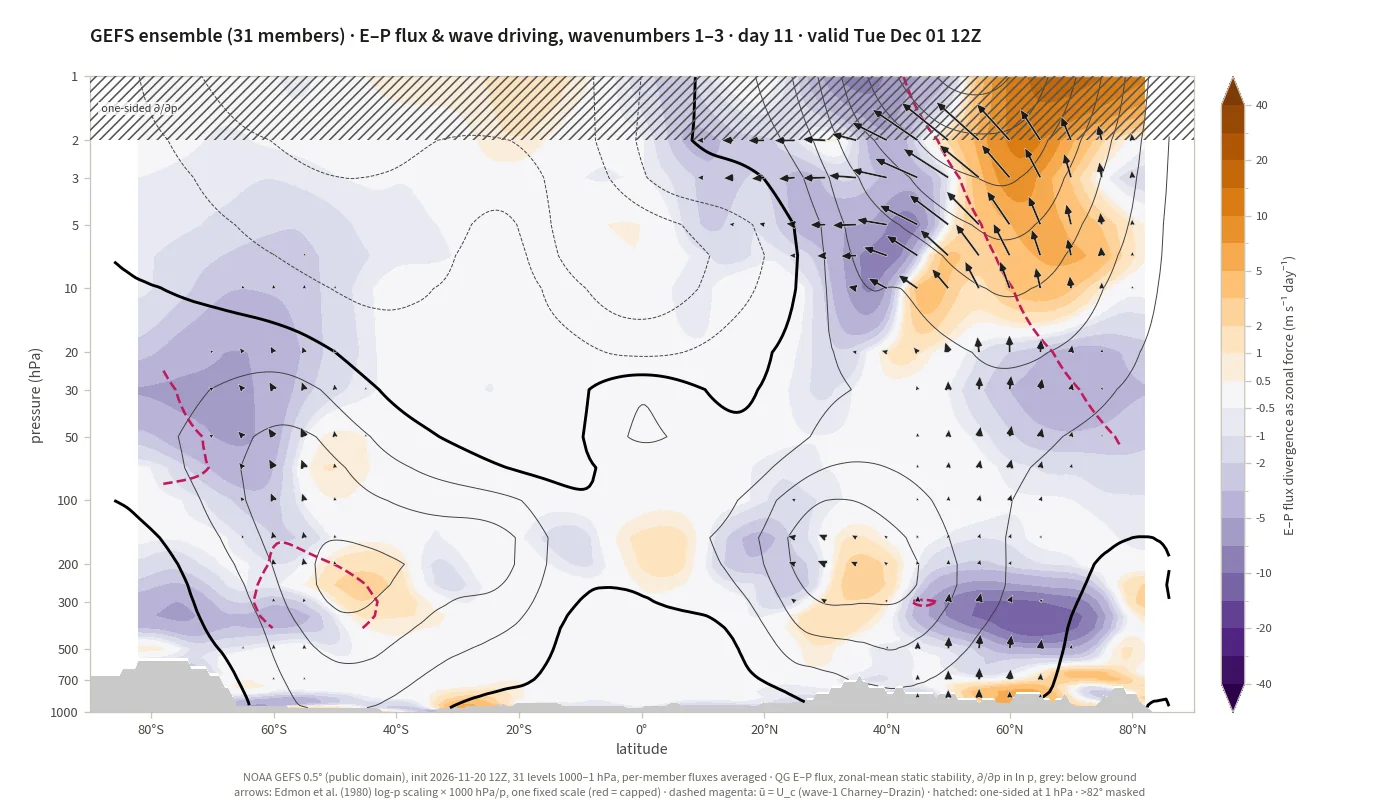 GEFS ensemble (31 members) · E–P flux & wave driving, wavenumbers 1–3 · day 11 · valid Tue Dec 01 12Z
one-sided ∂/∂p
pressure (hPa)
1
2
3
5
10
20
30
50
100
200
300
500
700
1000
80°S
60°S
40°S
20°S
0°
20°N
40°N
60°N
80°N
latitude
40
20
10
5
2
1
0.5
-0.5
-1
-2
-5
-10
-20
-40
E–P flux divergence as zonal force (m s⁻¹ day⁻¹)
NOAA GEFS 0.5° (public domain), init 2026-11-20 12Z, 31 levels 1000–1 hPa, per-member fluxes averaged · QG E–P flux, zonal-mean static stability, ∂/∂p in ln p, grey: below ground
arrows: Edmon et al. (1980) log-p scaling × 1000 hPa/p, one fixed scale (red = capped) · dashed magenta: ū = U_c (wave-1 Charney–Drazin) · hatched: one-sided at 1 hPa · >82° masked